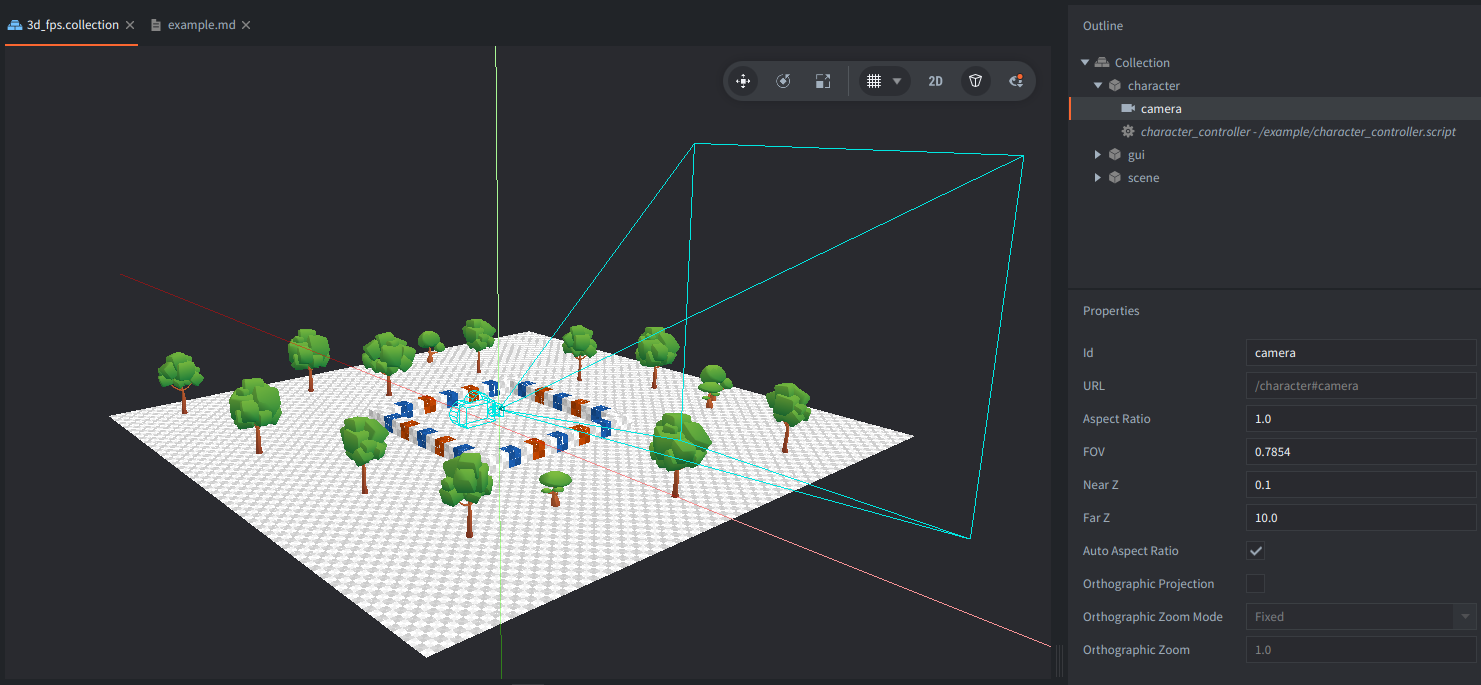 3d_fps.collection
example.md
2D
Outline
Collection
character
camera
character_controller - /example/character_controller.script
gui
scene
Properties
Id camera
URL /character#camera
Aspect Ratio 1.0
FOV 0.7854
Near Z 0.1
Far Z 10.0
Auto Aspect Ratio
Orthographic Projection
Orthographic Zoom Mode Fixed
Orthographic Zoom 1.0